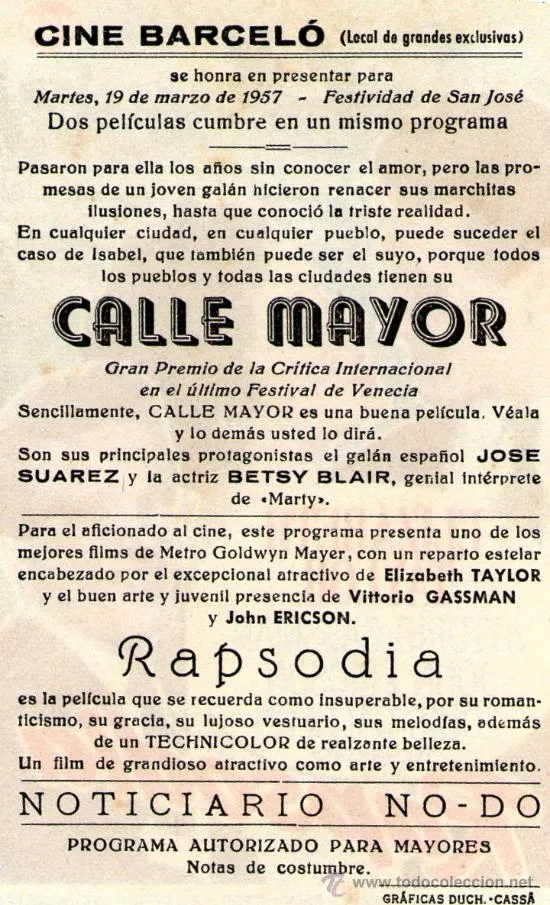 CINE BARCELÓ (Local de grandes exclusivas)
se honra en presentar para
Martes, 19 de marzo de 1957 - Festividad de San José
Dos películas cumbre en un mismo programa
Pasaron para ella los años sin conocer el amor, pero las pro-
mesas de un joven galán hicieron renacer sus marchitas
ilusiones, hasta que conoció la triste realidad.
En cualquier ciudad, en cualquier pueblo, puede suceder el
caso de Isabel, que también puede ser el suyo, porque todos
los pueblos y todas las ciudades tienen su
CALLE MAYOR
Gran Premio de la Crítica Internacional
en el último Festival de Venecia
Sencillamente, CALLE MAYOR es una buena película. Véala
y lo demás usted lo dirá.
Son sus principales protagonistas el galán español JOSE
SUAREZ y la actriz BETSY BLAIR, genial intérprete
de «Marty».
Para el aficionado al cine, este programa presenta uno de los
mejores films de Metro Goldwyn Mayer, con un reparto estelar
encabezado por el excepcional atractivo de Elizabeth TAYLOR
y el buen arte y juvenil presencia de Vittorio GASSMAN
y John ERICSON.
Rapsodia
es la película que se recuerda como insuperable, por su roman-
ticismo, su gracia, su lujoso vestuario, sus melodías, además
de un TECHNICOLOR de realzante belleza.
Un film de grandioso atractivo como arte y entretenimiento.
NOTICIARIO NO-DO
PROGRAMA AUTORIZADO PARA MAYORES
Notas de costumbre.
www.todocoleccion.net
GRÁFICAS DUCH.-CASSÁ